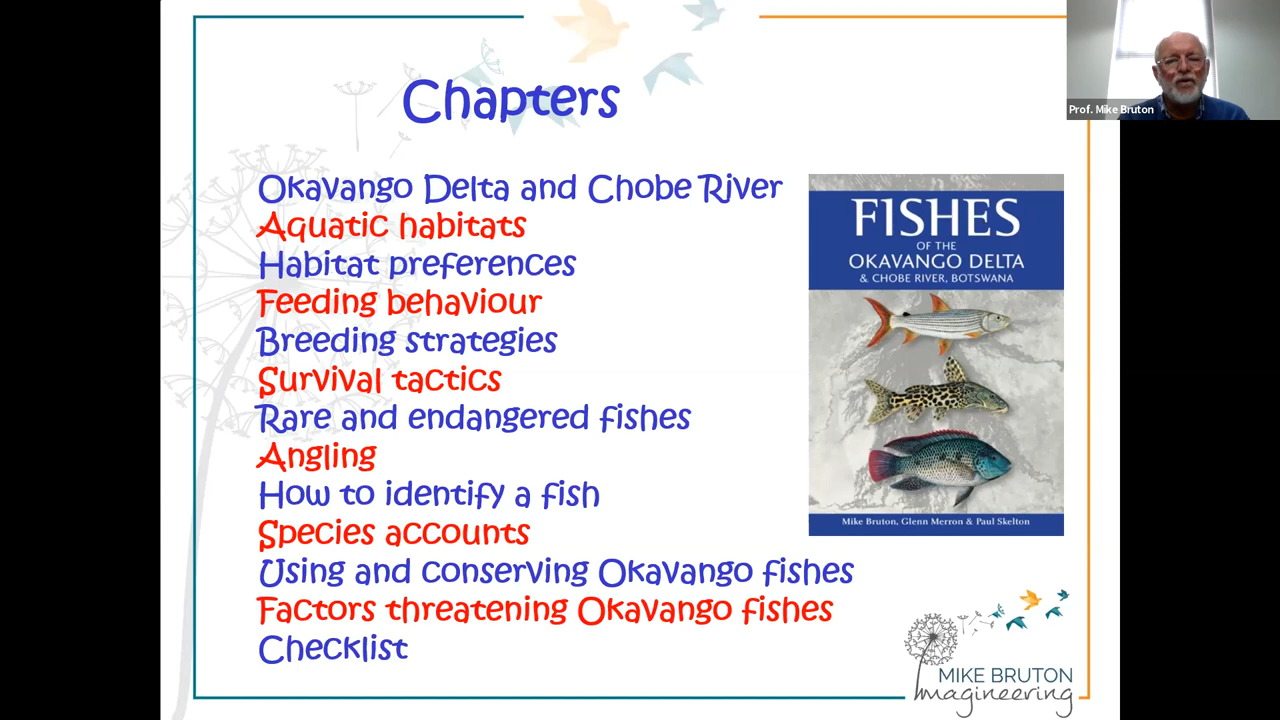 Chapters
Okavango Delta and Chobe River
Aquatic habitats
Habitat preferences
Feeding behaviour
Breeding strategies
Survival tactics
Rare and endangered fishes
Angling
How to identify a fish
Species accounts
Using and conserving Okavango fishes
Factors threatening Okavango fishes
Checklist
FISHES
OF THE
OKAVANGO DELTA
& CHOBE RIVER, BOTSWANA
Mike Bruton, Glenn Merron & Paul Skelton
MIKE BRUTON
Imagineering
Prof. Mike Bruton